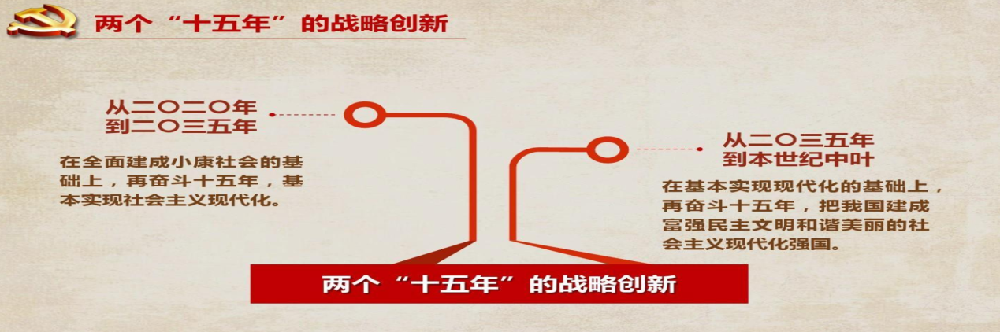 两个“十五年”的战略创新
从二〇二〇年
到二〇三五年
在全面建成小康社会的基
础上，再奋斗十五年，基
本实现社会主义现代化。
从二〇三五年
到本世纪中叶
在基本实现现代化的基础上，
再奋斗十五年，把我国建成
富强民主文明和谐美丽的社
会主义现代化强国。
两个“十五年”的战略创新